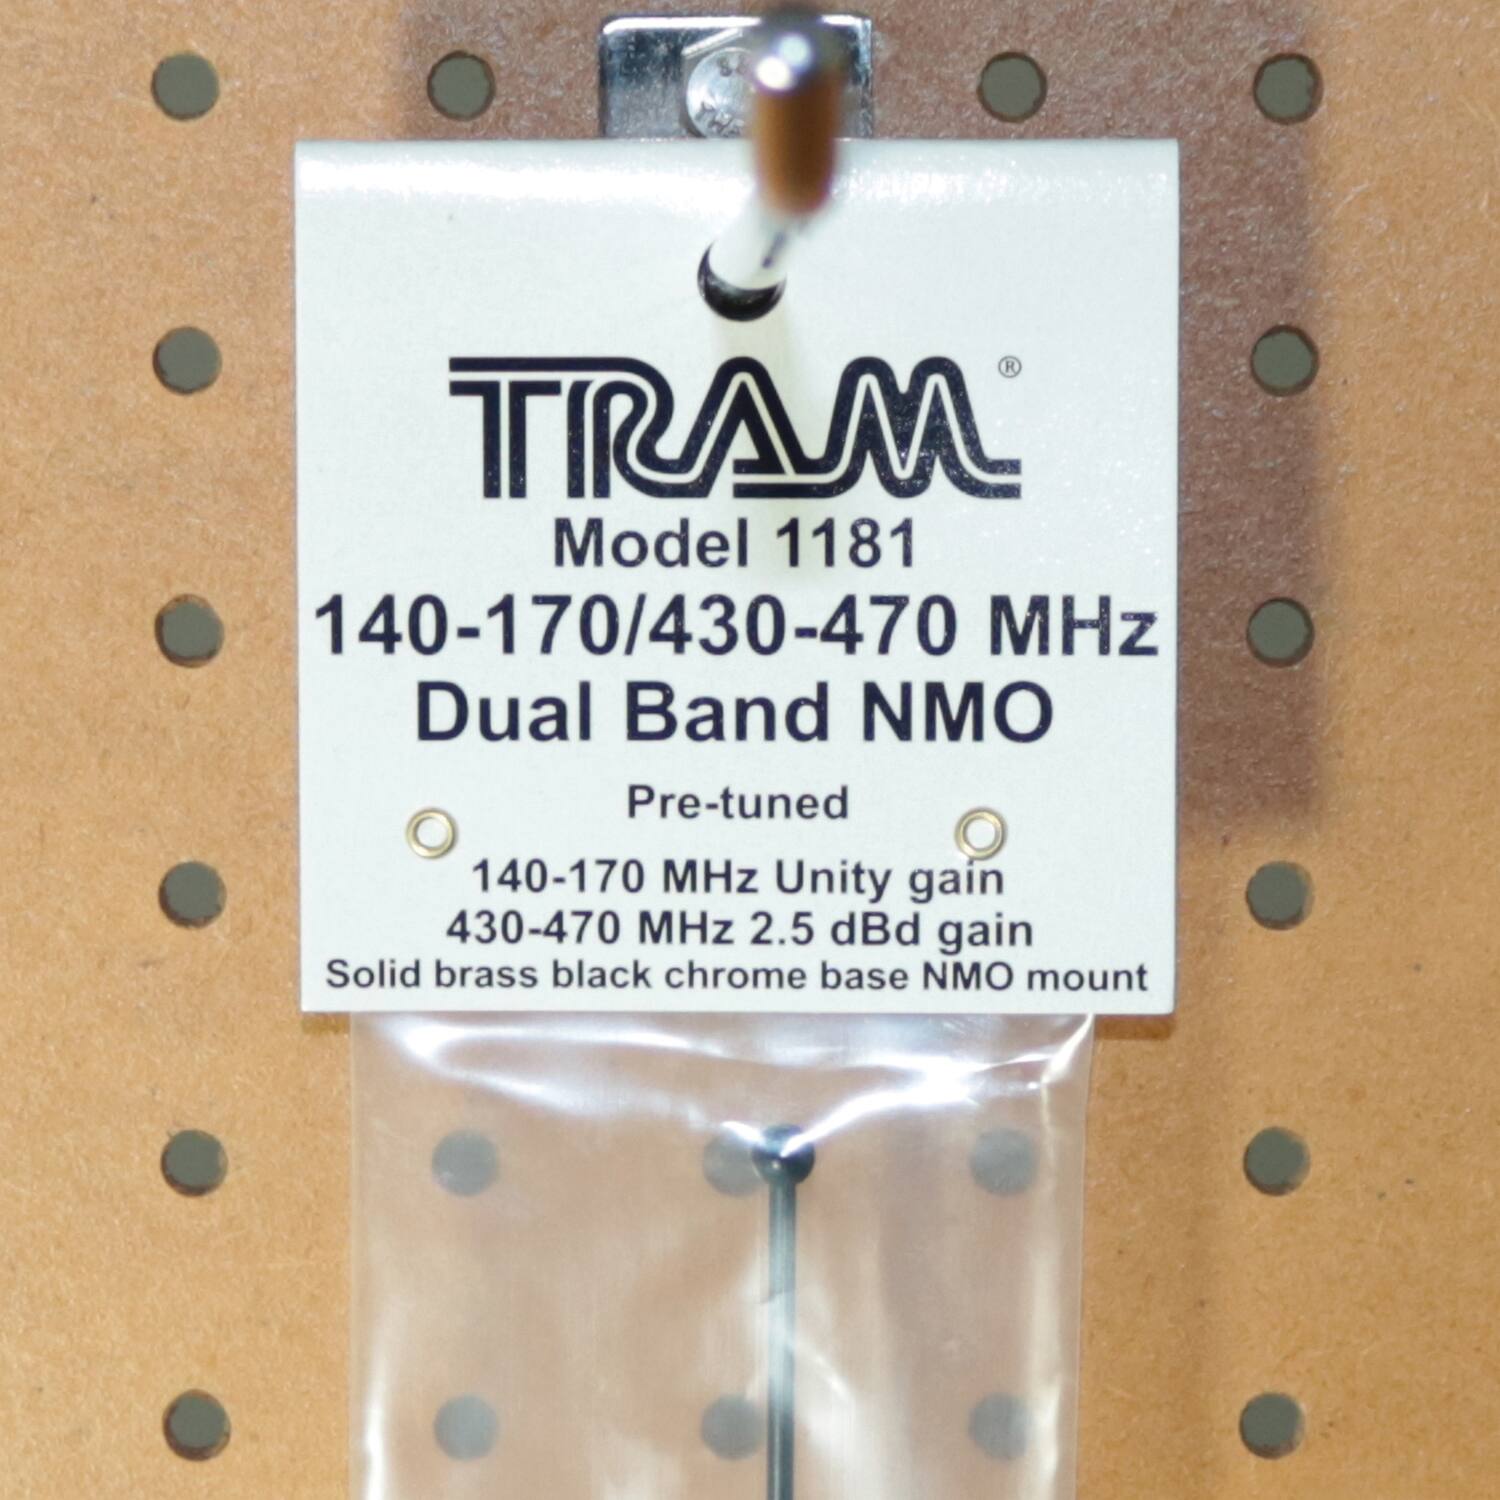 TRAM ®
Model 1181
140-170/430-470 MHz
Dual Band NMO
Pre-tuned
140-170 MHz Unity gain
430-470 MHz 2.5 dBd gain
Solid brass black chrome base NMO mount